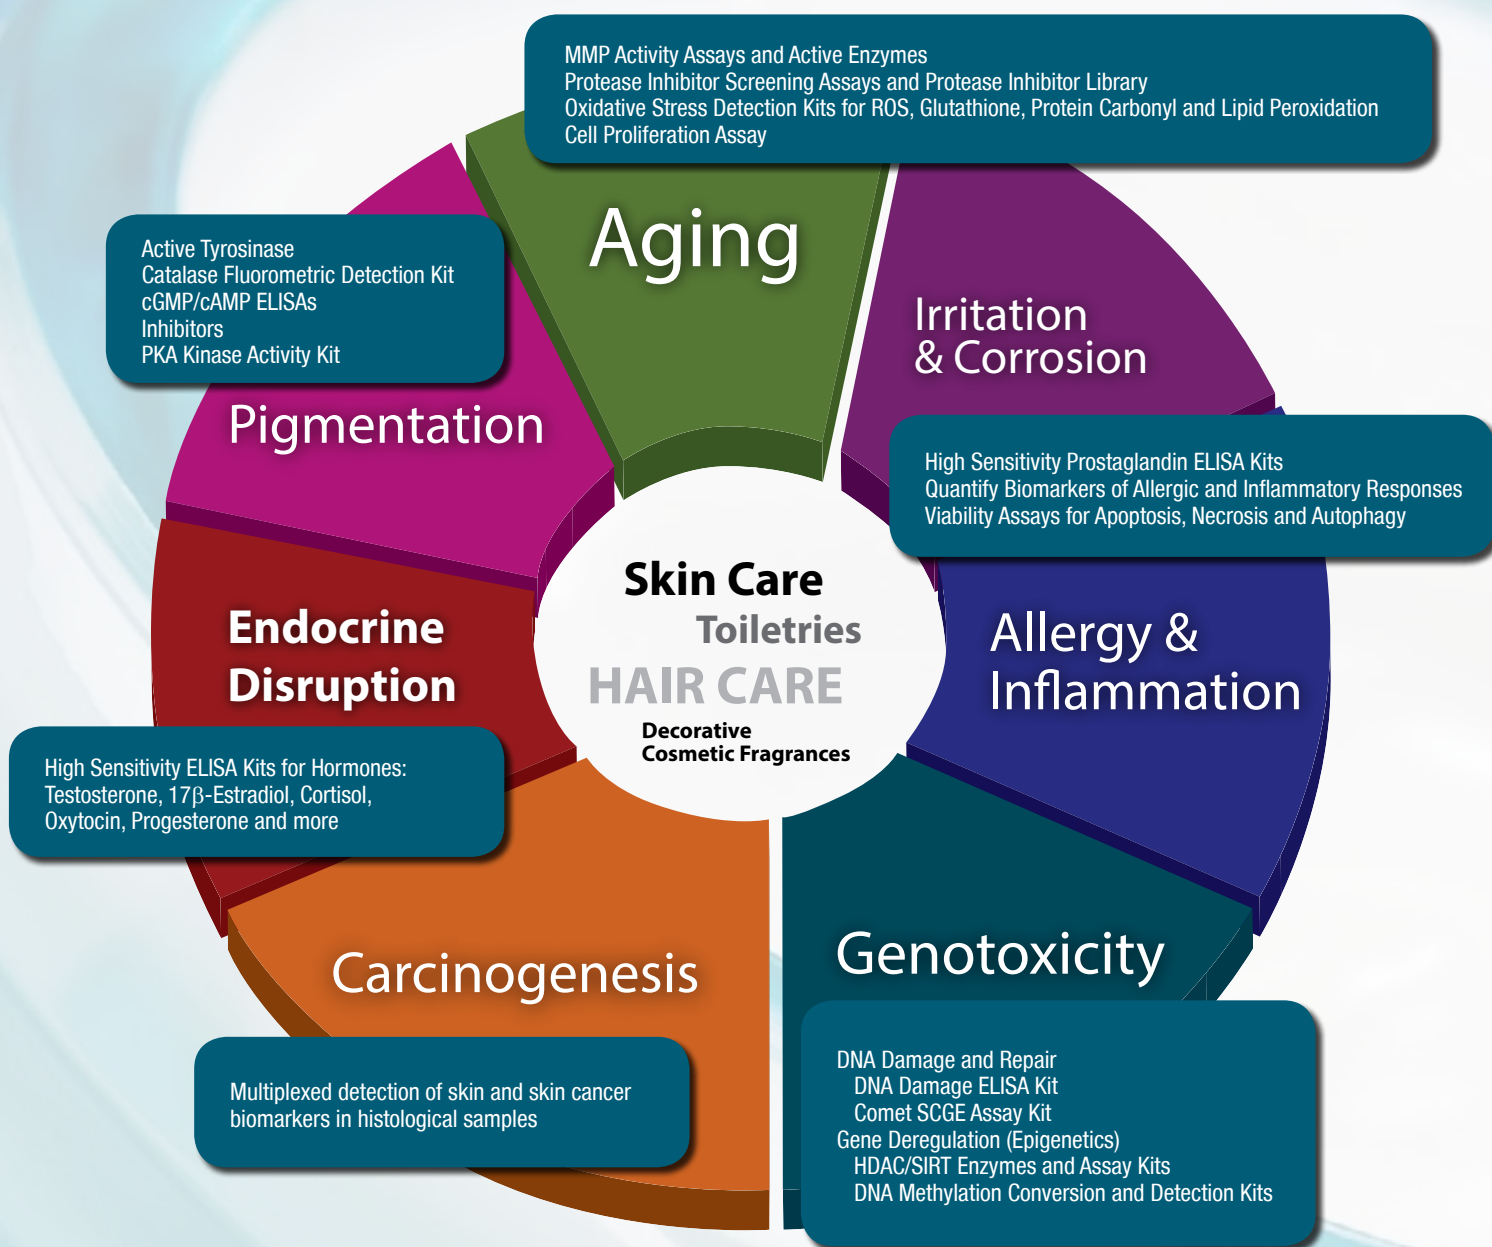 MMP Activity Assays and Active Enzymes
Protease Inhibitor Screening Assays and Protease Inhibitor Library
Oxidative Stress Detection Kits for ROS, Glutathione, Protein Carbonyl and Lipid Peroxidation
Cell Proliferation Assay
Aging
Irritation
& Corrosion
Active Tyrosinase
Catalase Fluorometric Detection Kit
cGMP/cAMP ELISAs
Inhibitors
PKA Kinase Activity Kit
Pigmentation
High Sensitivity Prostaglandin ELISA Kits
Quantify Biomarkers of Allergic and Inflammatory Responses
Viability Assays for Apoptosis, Necrosis and Autophagy
Skin Care
Toiletries
HAIR CARE
Decorative
Cosmetic Fragrances
Endocrine
Disruption
Allergy &
Inflammation
High Sensitivity ELISA Kits for Hormones:
Testosterone, 17β-Estradiol, Cortisol,
Oxytocin, Progesterone and more
Carcinogenesis
Genotoxicity
Multiplexed detection of skin and skin cancer
biomarkers in histological samples
DNA Damage and Repair
DNA Damage ELISA Kit
Comet SCGE Assay Kit
Gene Deregulation (Epigenetics)
HDAC/SIRT Enzymes and Assay Kits
DNA Methylation Conversion and Detection Kits